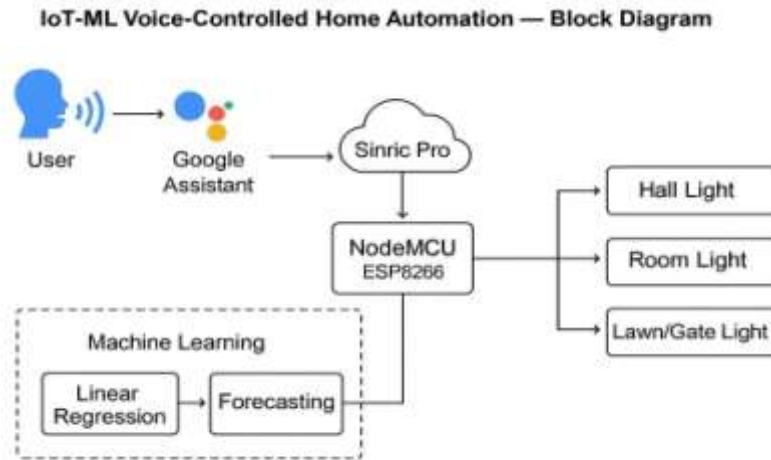 IoT-ML Voice-Controlled Home Automation — Block Diagram
User
Google
Assistant
Sinric Pro
NodeMCU
ESP8266
Hall Light
Room Light
Lawn/Gate Light
Machine Learning
Linear
Regression
Forecasting